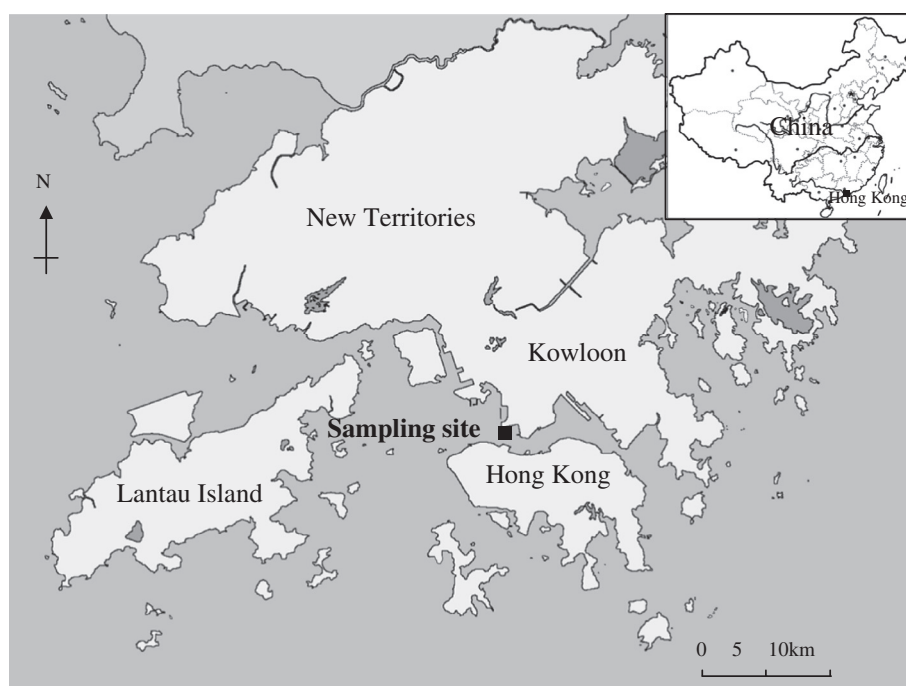 China
Hong Kong
N
New Territories
Kowloon
Sampling site
Hong Kong
Lantau Island
0 5 10km